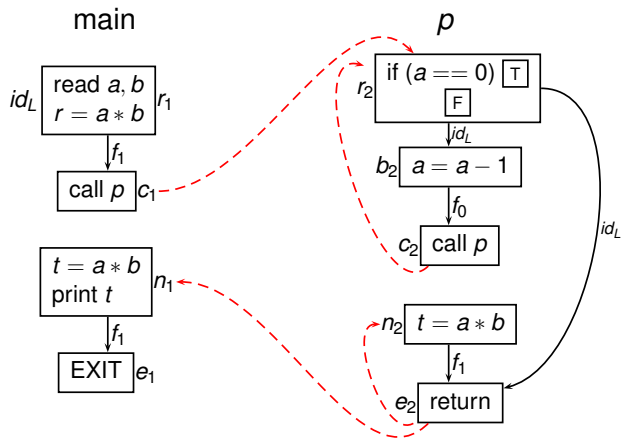 main
id_L
read a, b
r = a ∗ b
r_1
f_1
call p
c_1
t = a ∗ b
print t
n_1
f_1
EXIT
e_1
p
r_2
if (a == 0) T
F
id_L
b_2
a = a − 1
f_0
c_2
call p
id_L
n_2
t = a ∗ b
f_1
e_2
return